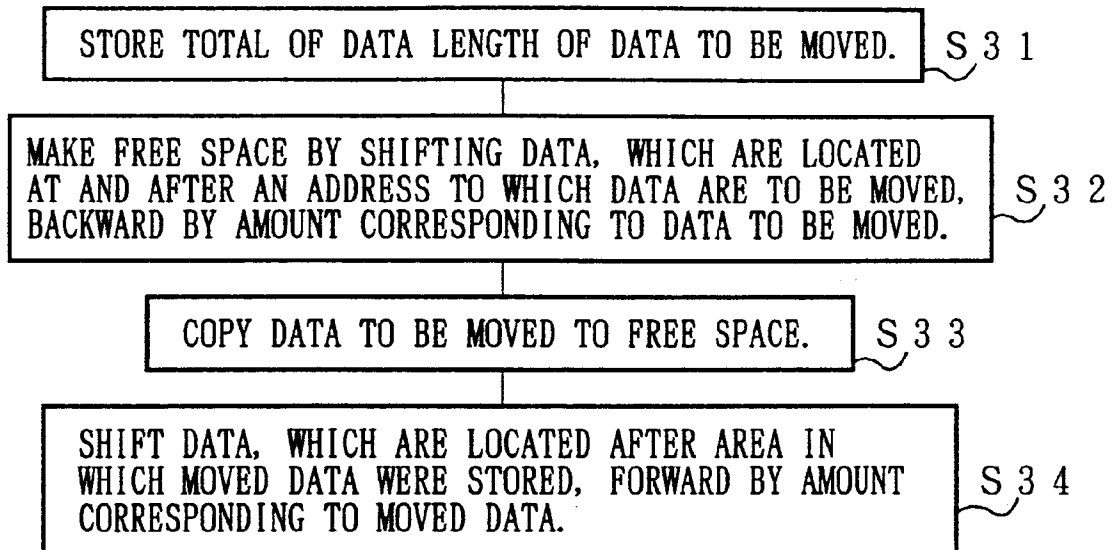 STORE TOTAL OF DATA LENGTH OF DATA TO BE MOVED. S31
MAKE FREE SPACE BY SHIFTING DATA, WHICH ARE LOCATED
AT AND AFTER AN ADDRESS TO WHICH DATA ARE TO BE MOVED,
BACKWARD BY AMOUNT CORRESPONDING TO DATA TO BE MOVED.
S32
COPY DATA TO BE MOVED TO FREE SPACE. S33
SHIFT DATA, WHICH ARE LOCATED AFTER AREA IN
WHICH MOVED DATA WERE STORED, FORWARD BY AMOUNT
CORRESPONDING TO MOVED DATA.
S34